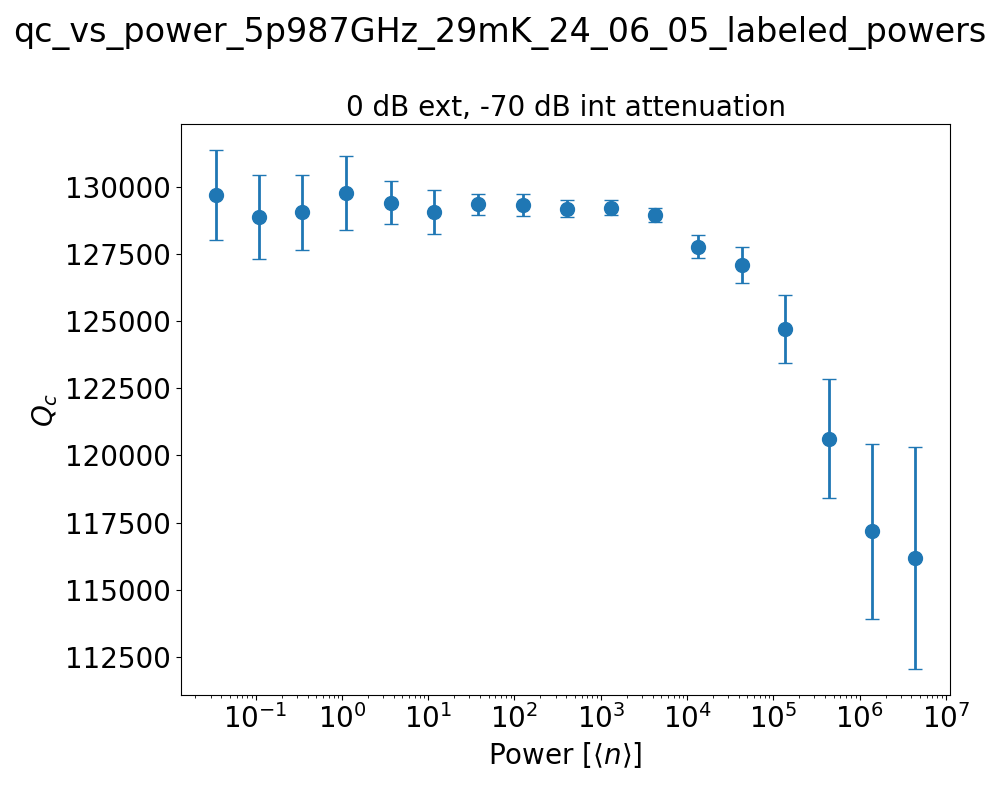 qc_vs_power_5p987GHz_29mK_24_06_05_labeled_powers
0 dB ext, -70 dB int attenuation
130000
127500
125000
122500
120000
117500
115000
112500
Q_c
10^{-1} 10^0 10^1 10^2 10^3 10^4 10^5 10^6 10^7
Power [⟨n⟩]